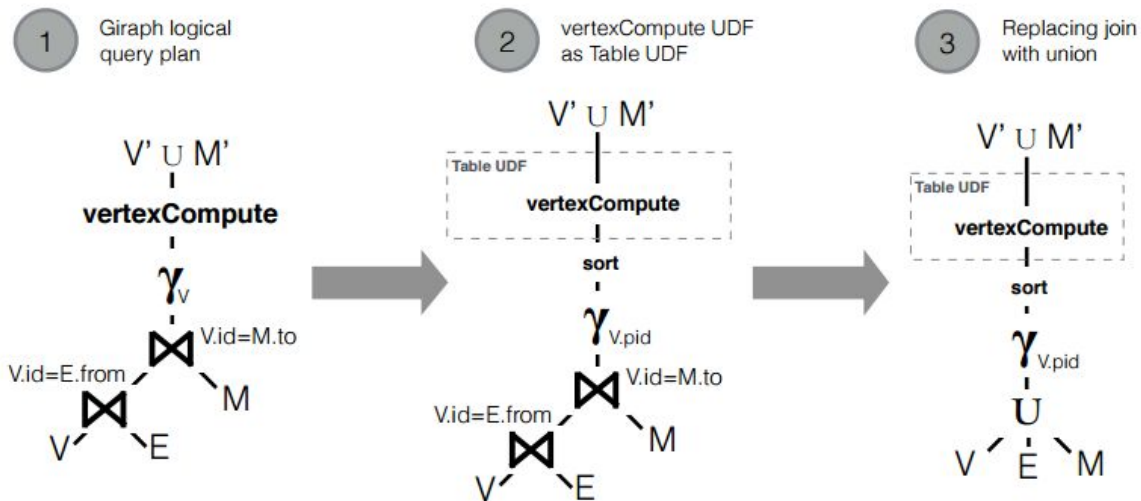 1
Giraph logical
query plan
V' U M'
vertexCompute
γV
V.id=M.to
V.id=E.from
M
V
E
2
vertexCompute UDF
as Table UDF
V' U M'
Table UDF
vertexCompute
sort
γV.pid
V.id=M.to
V.id=E.from
M
V
E
3
Replacing join
with union
V' U M'
Table UDF
vertexCompute
sort
γV.pid
U
V
E
M